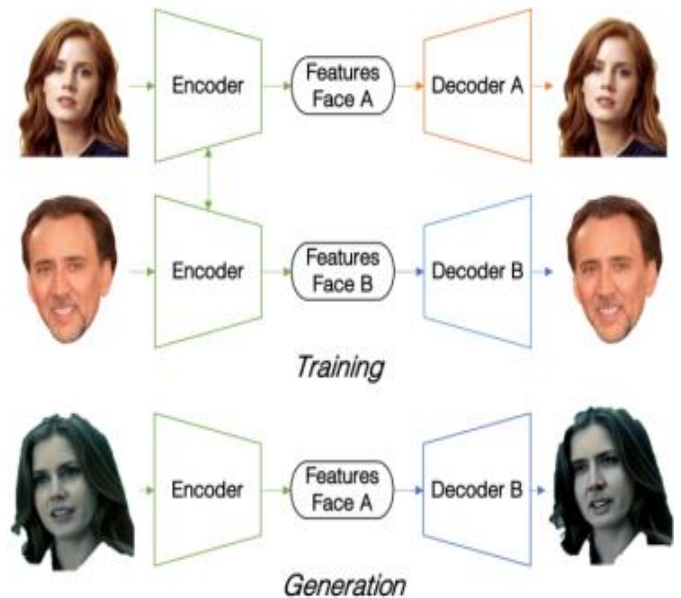 Encoder
Features
Face A
Decoder A
Encoder
Features
Face B
Decoder B
Training
Encoder
Features
Face A
Decoder B
Generation